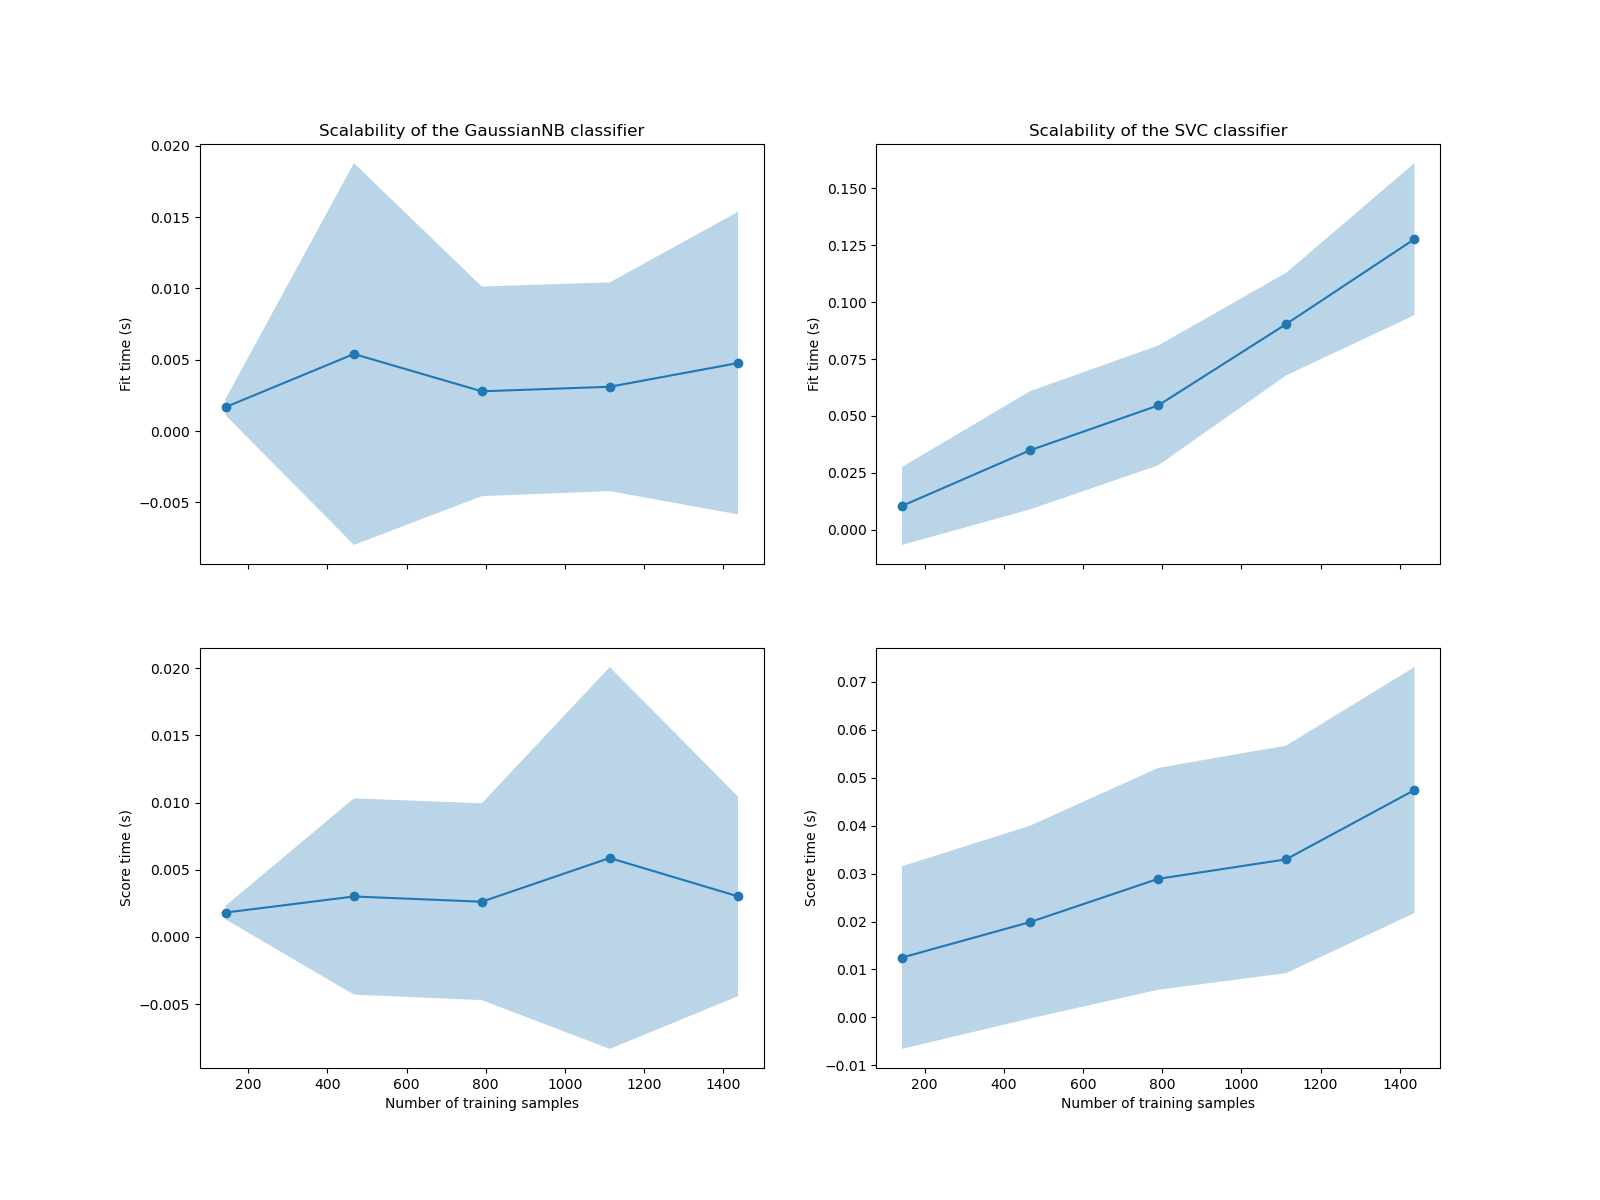 Scalability of the GaussianNB classifier
0.020
0.015
0.010
0.005
0.000
−0.005
Fit time (s)
Scalability of the SVC classifier
0.150
0.125
0.100
0.075
0.050
0.025
0.000
Fit time (s)
0.020
0.015
0.010
0.005
0.000
−0.005
Score time (s)
200 400 600 800 1000 1200 1400
Number of training samples
0.07
0.06
0.05
0.04
0.03
0.02
0.01
0.00
−0.01
Score time (s)
200 400 600 800 1000 1200 1400
Number of training samples